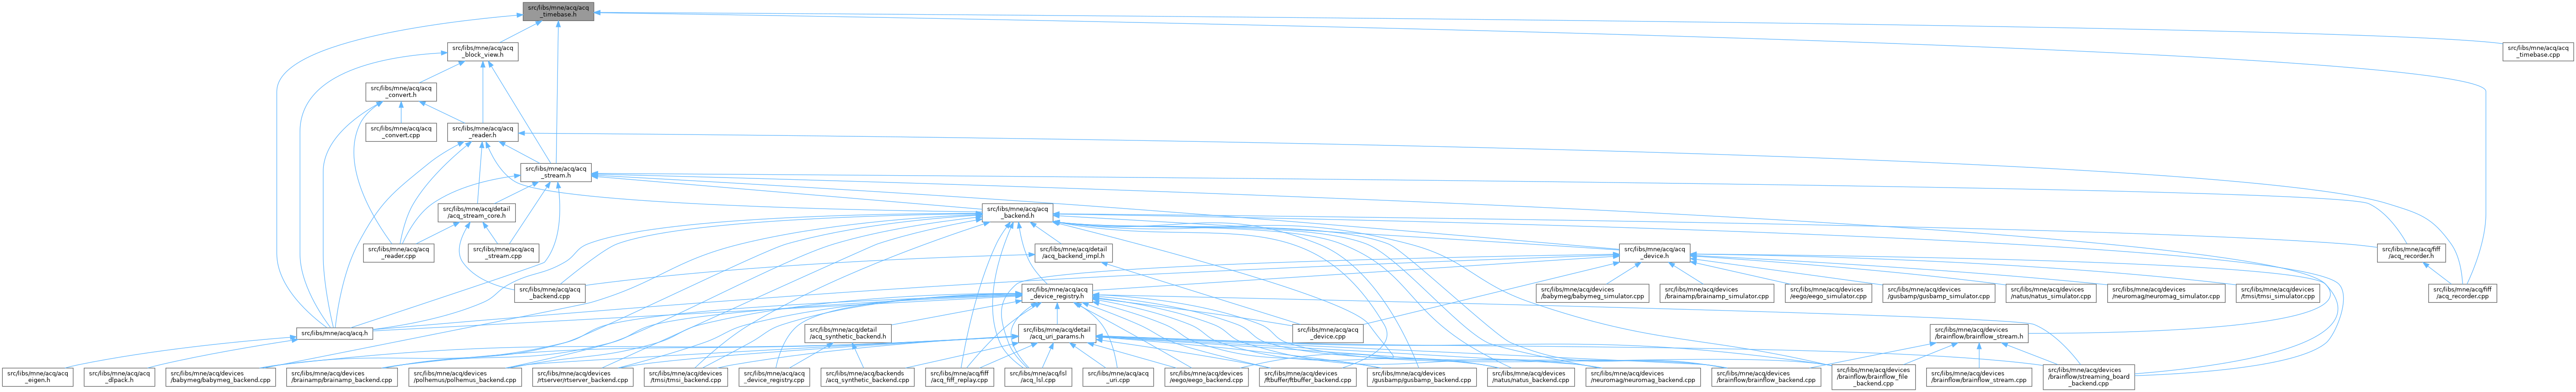 src/libs/mne/acq/acq
_timebase.h
src/libs/mne/acq/acq
_block_view.h
src/libs/mne/acq/acq
_timebase.cpp
src/libs/mne/acq/acq
_convert.h
src/libs/mne/acq/acq
_convert.cpp
src/libs/mne/acq/acq
_reader.h
src/libs/mne/acq/acq
_stream.h
src/libs/mne/acq/detail
/acq_stream_core.h
src/libs/mne/acq/acq
_backend.h
src/libs/mne/acq/acq
_reader.cpp
src/libs/mne/acq/acq
_stream.cpp
src/libs/mne/acq/detail
/acq_backend_impl.h
src/libs/mne/acq/acq
_device.h
src/libs/mne/acq/fiff
/acq_recorder.h
src/libs/mne/acq/acq
_backend.cpp
src/libs/mne/acq/acq
_device_registry.h
src/libs/mne/acq/devices
/babymeg/babymeg_simulator.cpp
src/libs/mne/acq/devices
/brainamp/brainamp_simulator.cpp
src/libs/mne/acq/devices
/eego/eego_simulator.cpp
src/libs/mne/acq/devices
/gusbamp/gusbamp_simulator.cpp
src/libs/mne/acq/devices
/natus/natus_simulator.cpp
src/libs/mne/acq/devices
/neuromag/neuromag_simulator.cpp
src/libs/mne/acq/devices
/tmsi/tmsi_simulator.cpp
src/libs/mne/acq/fiff
/acq_recorder.cpp
src/libs/mne/acq/acq.h
src/libs/mne/acq/detail
/acq_synthetic_backend.h
src/libs/mne/acq/detail
/acq_uri_params.h
src/libs/mne/acq/acq
_device.cpp
src/libs/mne/acq/devices
/brainflow/brainflow_stream.h
src/libs/mne/acq/acq
_eigen.h
src/libs/mne/acq/acq
_dlpack.h
src/libs/mne/acq/devices
/babymeg/babymeg_backend.cpp
src/libs/mne/acq/devices
/brainamp/brainamp_backend.cpp
src/libs/mne/acq/devices
/polhemus/polhemus_backend.cpp
src/libs/mne/acq/devices
/rtserver/rtserver_backend.cpp
src/libs/mne/acq/devices
/tmsi/tmsi_backend.cpp
src/libs/mne/acq/acq
_device_registry.cpp
src/libs/mne/acq/backends
/acq_synthetic_backend.cpp
src/libs/mne/acq/fiff
/acq_fiff_replay.cpp
src/libs/mne/acq/lsl
/acq_lsl.cpp
src/libs/mne/acq/acq
_uri.cpp
src/libs/mne/acq/devices
/eego/eego_backend.cpp
src/libs/mne/acq/devices
/ftbuffer/ftbuffer_backend.cpp
src/libs/mne/acq/devices
/gusbamp/gusbamp_backend.cpp
src/libs/mne/acq/devices
/natus/natus_backend.cpp
src/libs/mne/acq/devices
/neuromag/neuromag_backend.cpp
src/libs/mne/acq/devices
/brainflow/brainflow_backend.cpp
src/libs/mne/acq/devices
/brainflow/brainflow_file
_backend.cpp
src/libs/mne/acq/devices
/brainflow/brainflow_stream.cpp
src/libs/mne/acq/devices
/brainflow/streaming_board
_backend.cpp